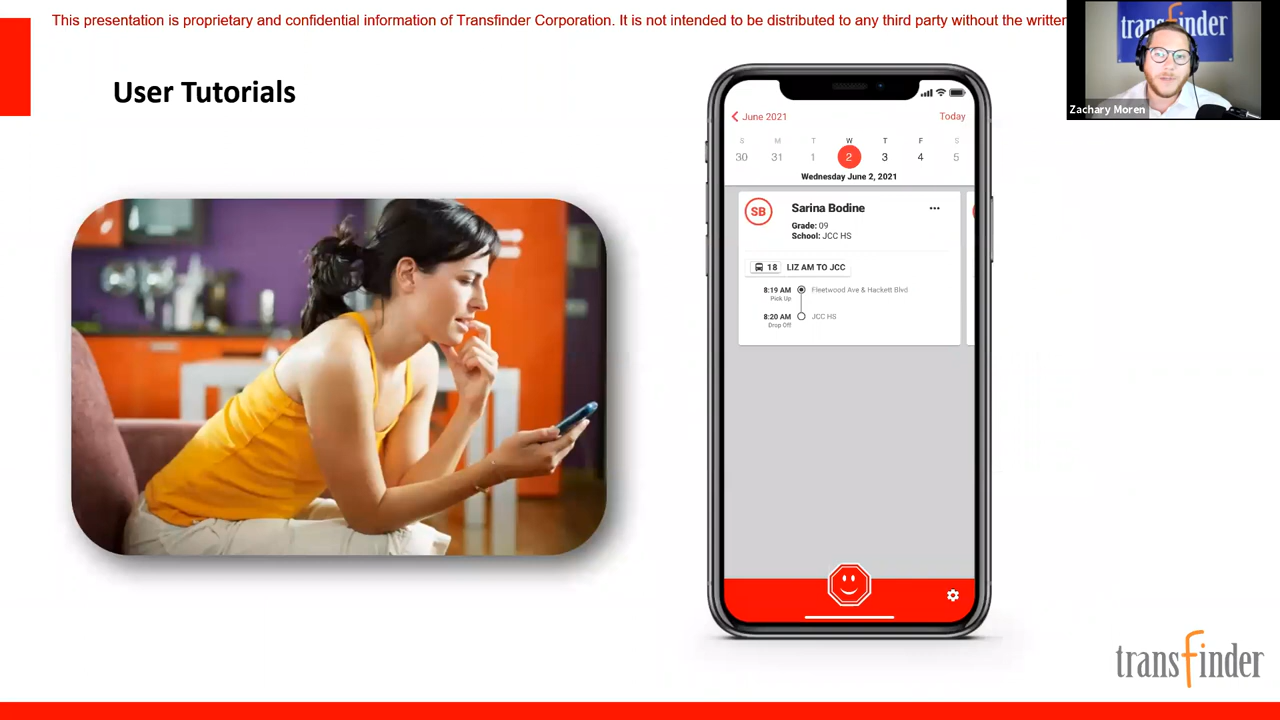 This presentation is proprietary and confidential information of Transfinder Corporation. It is not intended to be distributed to any third party without the written
transfinder
Zachary Moren
User Tutorials
June 2021
Today
S M T W T F S
30 31 1 2 3 4 5
Wednesday June 2, 2021
SB
Sarina Bodine
Grade: 09
School: JCC HS
18 LIZ AM TO JCC
8:19 AM Fleetwood Ave & Hackett Blvd
Pick Up
8:20 AM JCC HS
Drop Off
transfinder